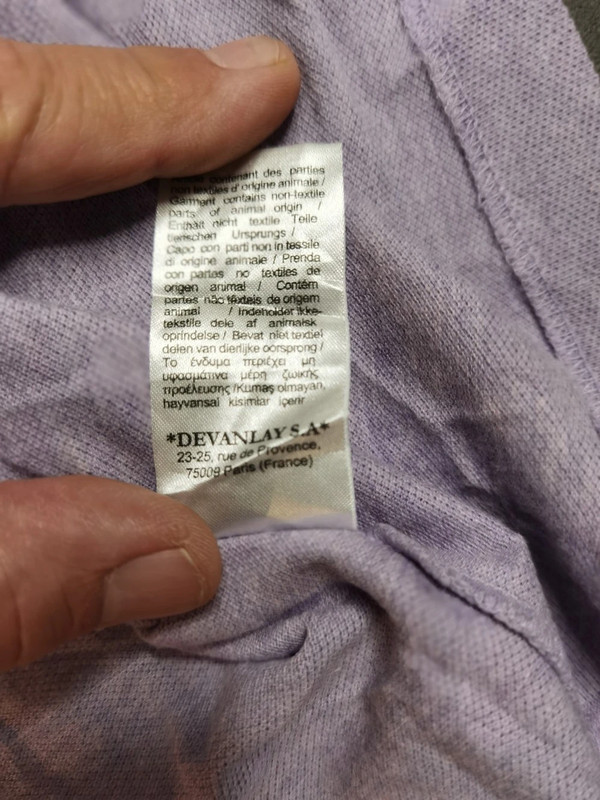 contenant des parties
non textiles d'origine animale /
Garment contains non-textile
parts of animal origin /
Enthält nicht textile Teile
tierischen Ursprungs /
Capo con parti non in tessile
di origine animale / Prenda
con partes no textiles de
origen animal / Contém
partes não têxteis de origem
animal / Indeholder ikke-
tekstile dele af animalsk
oprindelse / Bevat niet textiel
delen van dierlijke oorsprong /
Το ένδυμα περιέχει μη
υφασμάτινα μέρη ζωικής
προέλευσης /Kumaş olmayan,
hayvansal kisimlar içerir
*DEVANLAY S.A*
23-25, rue de Provence,
75009 Paris (France)